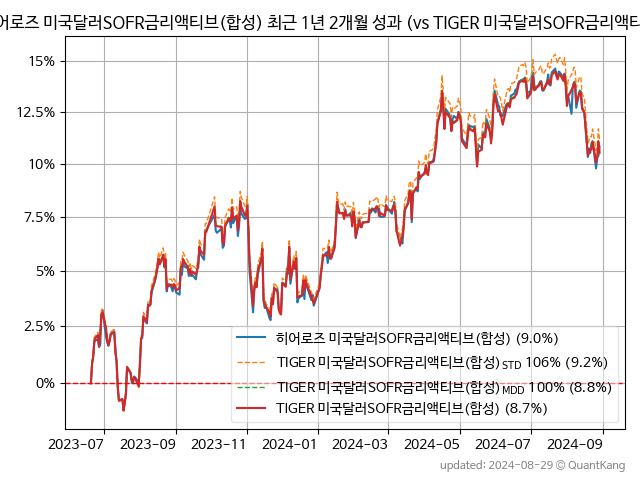 어로즈 미국달러SOFR금리액티브(합성) 최근 1년 2개월 성과 (vs TIGER 미국달러SOFR금리액티
15%
12.5%
10%
7.5%
5%
2.5%
0%
히어로즈 미국달러SOFR금리액티브(합성) (9.0%)
TIGER 미국달러SOFR금리액티브(합성) STD 106% (9.2%)
TIGER 미국달러SOFR금리액티브(합성) MDD 100% (8.8%)
TIGER 미국달러SOFR금리액티브(합성) (8.7%)
2023-07 2023-09 2023-11 2024-01 2024-03 2024-05 2024-07 2024-09
updated: 2024-08-29 © QuantKang